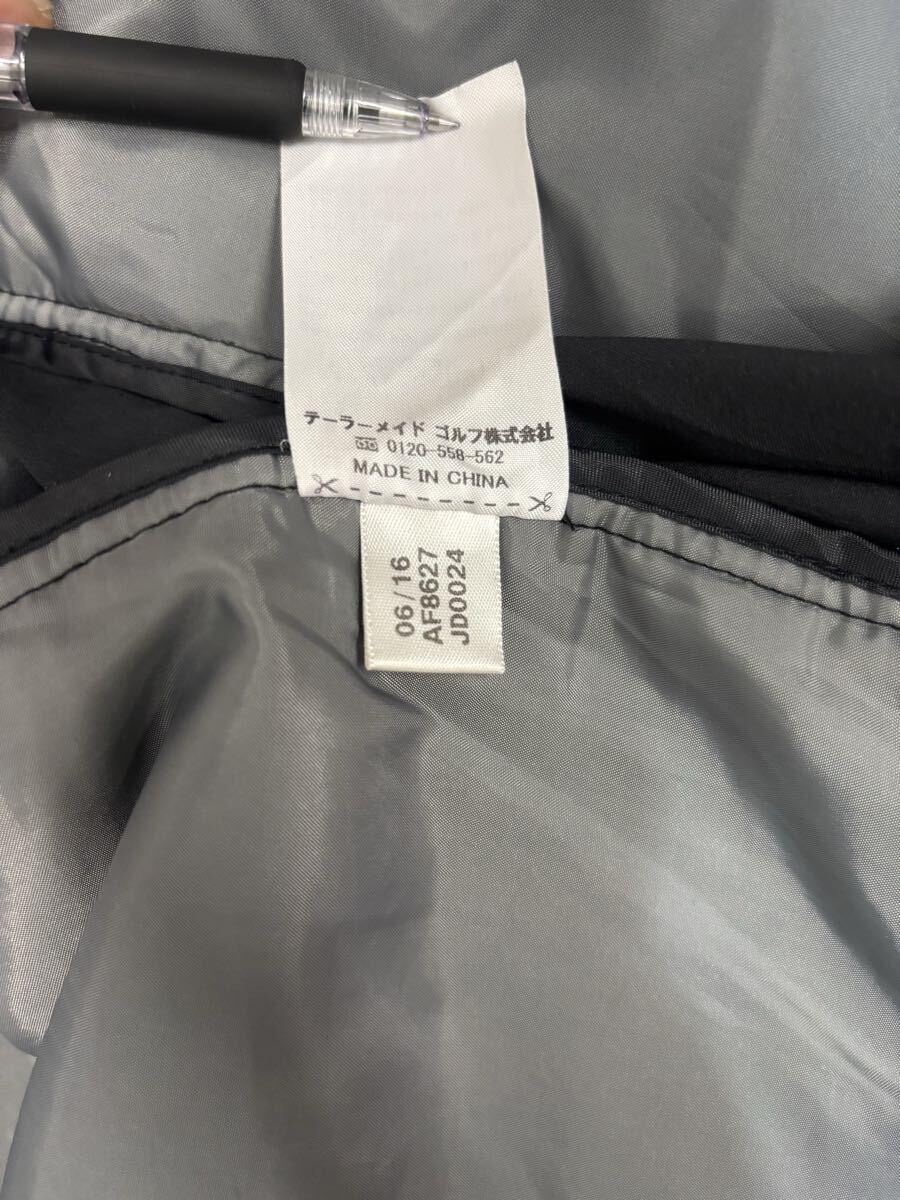 テーラーメイド ゴルフ株式会社
0120-558-562
MADE IN CHINA
06/16
AF8627
JD0024